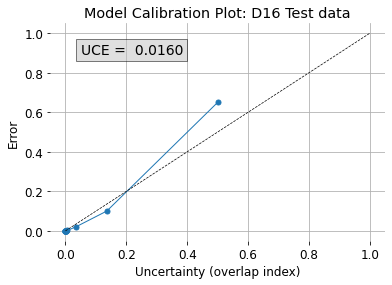 Model Calibration Plot: D16 Test data
UCE =  0.0160
1.0
0.8
0.6
0.4
0.2
0.0
Error
0.0 0.2 0.4 0.6 0.8 1.0
Uncertainty (overlap index)